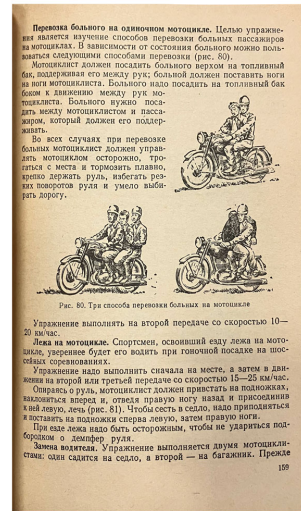 Перевозка больного на одиночном мотоцикле. Целью упражне-
ния является изучение способов перевозки больных пассажиров
на мотоциклах. В зависимости от состояния больного можно поль-
зоваться следующими способами перевозки (рис. 80).
Мотоциклист должен посадить больного верхом на топливный
бак, поддерживая его между рук; больной должен поставить ноги
на ноги мотоциклиста. Больного надо посадить на топливный бак
боком к движению между рук мо-
тоциклиста. Больного нужно поса-
дить между мотоциклистом и пасса-
жиром, который должен его поддер-
живать.
Во всех случаях при перевозке
больных мотоциклист должен управ-
лять мотоциклом осторожно, тро-
гаться с места и тормозить плавно,
крепко держать руль, избегать рез-
ких поворотов руля и умело выби-
рать дорогу.
Рис. 80. Три способа перевозки больных на мотоцикле
Упражнение выполнять на второй передаче со скоростью 10—
20 км/час.
Лежа на мотоцикле. Спортсмен, освоивший езду лежа на мото-
цикле, увереннее будет его водить при гоночной посадке на шос-
сейных соревнованиях.
Упражнение надо выполнить сначала на месте, а затем в дви-
жении на второй или третьей передаче со скоростью 15—25 км/час.
Опираясь о руль, мотоциклист должен привстать на подножках,
наклониться вперед и, отведя правую ногу назад и присоединив
к ней левую, лечь (рис. 81). Чтобы сесть в седло, надо приподняться
и поставить на подножки сперва левую, затем правую ноги.
При езде лежа надо быть осторожным, чтобы не удариться под-
бородком о демпфер руля.
Замена водителя. Упражнение выполняется двумя мотоцикли-
стами: один садится на седло, а второй — на багажник. Прежде
159